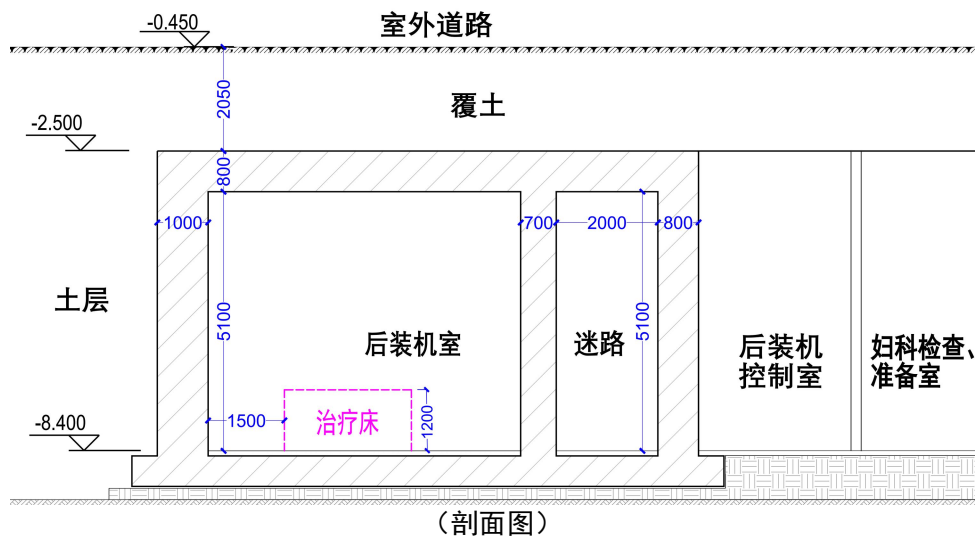 -0.450
室外道路
2050
覆土
-2.500
800
1000
700
2000
800
土层
5100
后装机室
迷路
5100
后装机
控制室
妇科检查、
准备室
1500
治疗床
1200
-8.400
（剖面图）